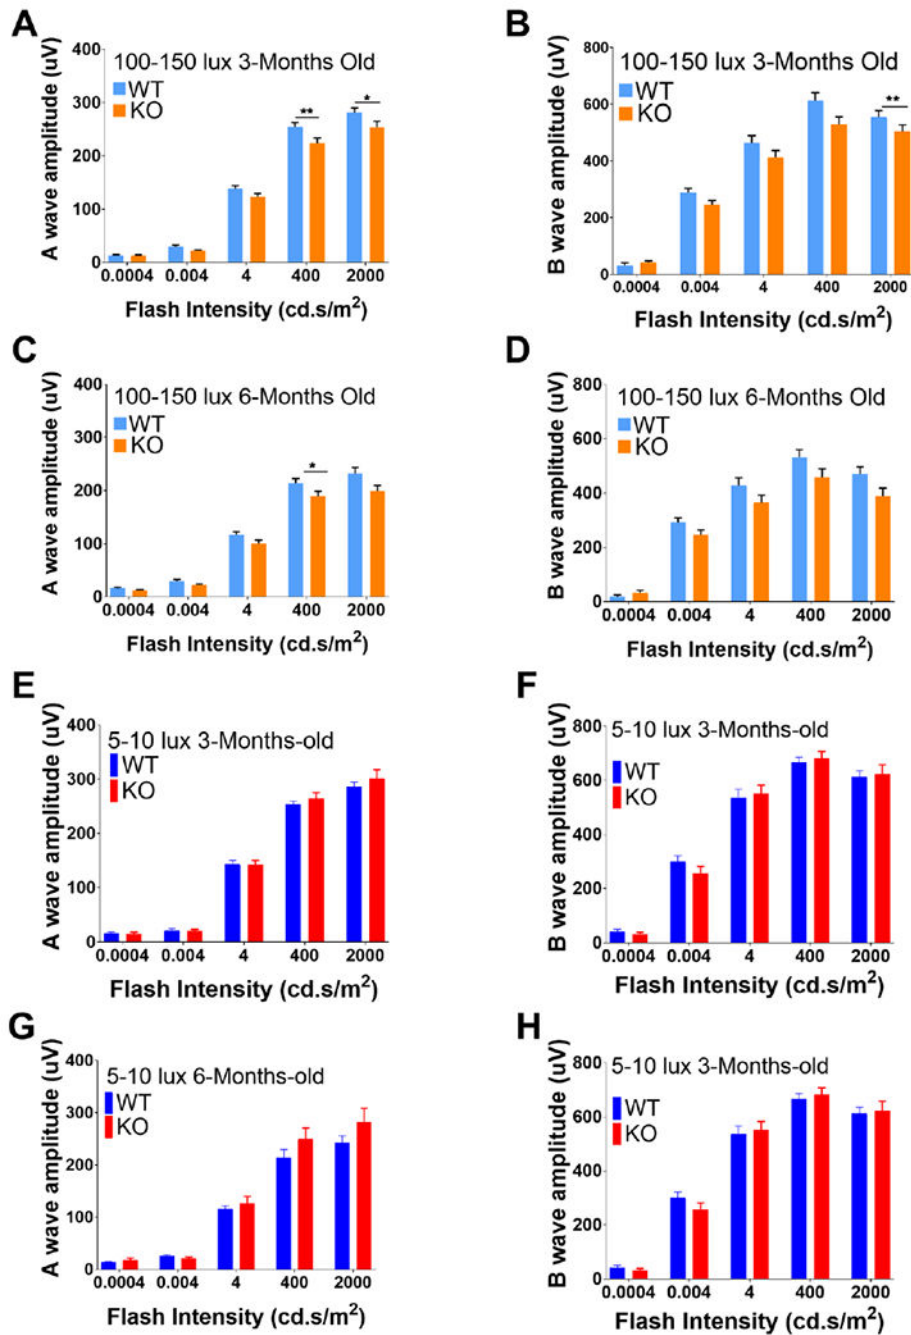 A
A wave amplitude (uV)
400
300
200
100
0
100-150 lux 3-Months Old
WT
KO
**
*
0.0004 0.004 4 400 2000
Flash Intensity (cd.s/m²)
B
B wave amplitude (uV)
800
600
400
200
0
100-150 lux 3-Months Old
WT
KO
**
0.0004 0.004 4 400 2000
Flash Intensity (cd.s/m²)
C
A wave amplitude (uV)
400
300
200
100
0
100-150 lux 6-Months Old
WT
KO
*
0.0004 0.004 4 400 2000
Flash Intensity (cd.s/m²)
D
B wave amplitude (uV)
800
600
400
200
0
100-150 lux 6-Months Old
WT
KO
0.0004 0.004 4 400 2000
Flash Intensity (cd.s/m²)
E
A wave amplitude (uV)
400
300
200
100
0
5-10 lux 3-Months-old
WT
KO
0.0004 0.004 4 400 2000
Flash Intensity (cd.s/m²)
F
B wave amplitude (uV)
800
600
400
200
0
5-10 lux 3-Months-old
WT
KO
0.0004 0.004 4 400 2000
Flash Intensity (cd.s/m²)
G
A wave amplitude (uV)
400
300
200
100
0
5-10 lux 6-Months-old
WT
KO
0.0004 0.004 4 400 2000
Flash Intensity (cd.s/m²)
H
B wave amplitude (uV)
800
600
400
200
0
5-10 lux 3-Months-old
WT
KO
0.0004 0.004 4 400 2000
Flash Intensity (cd.s/m²)